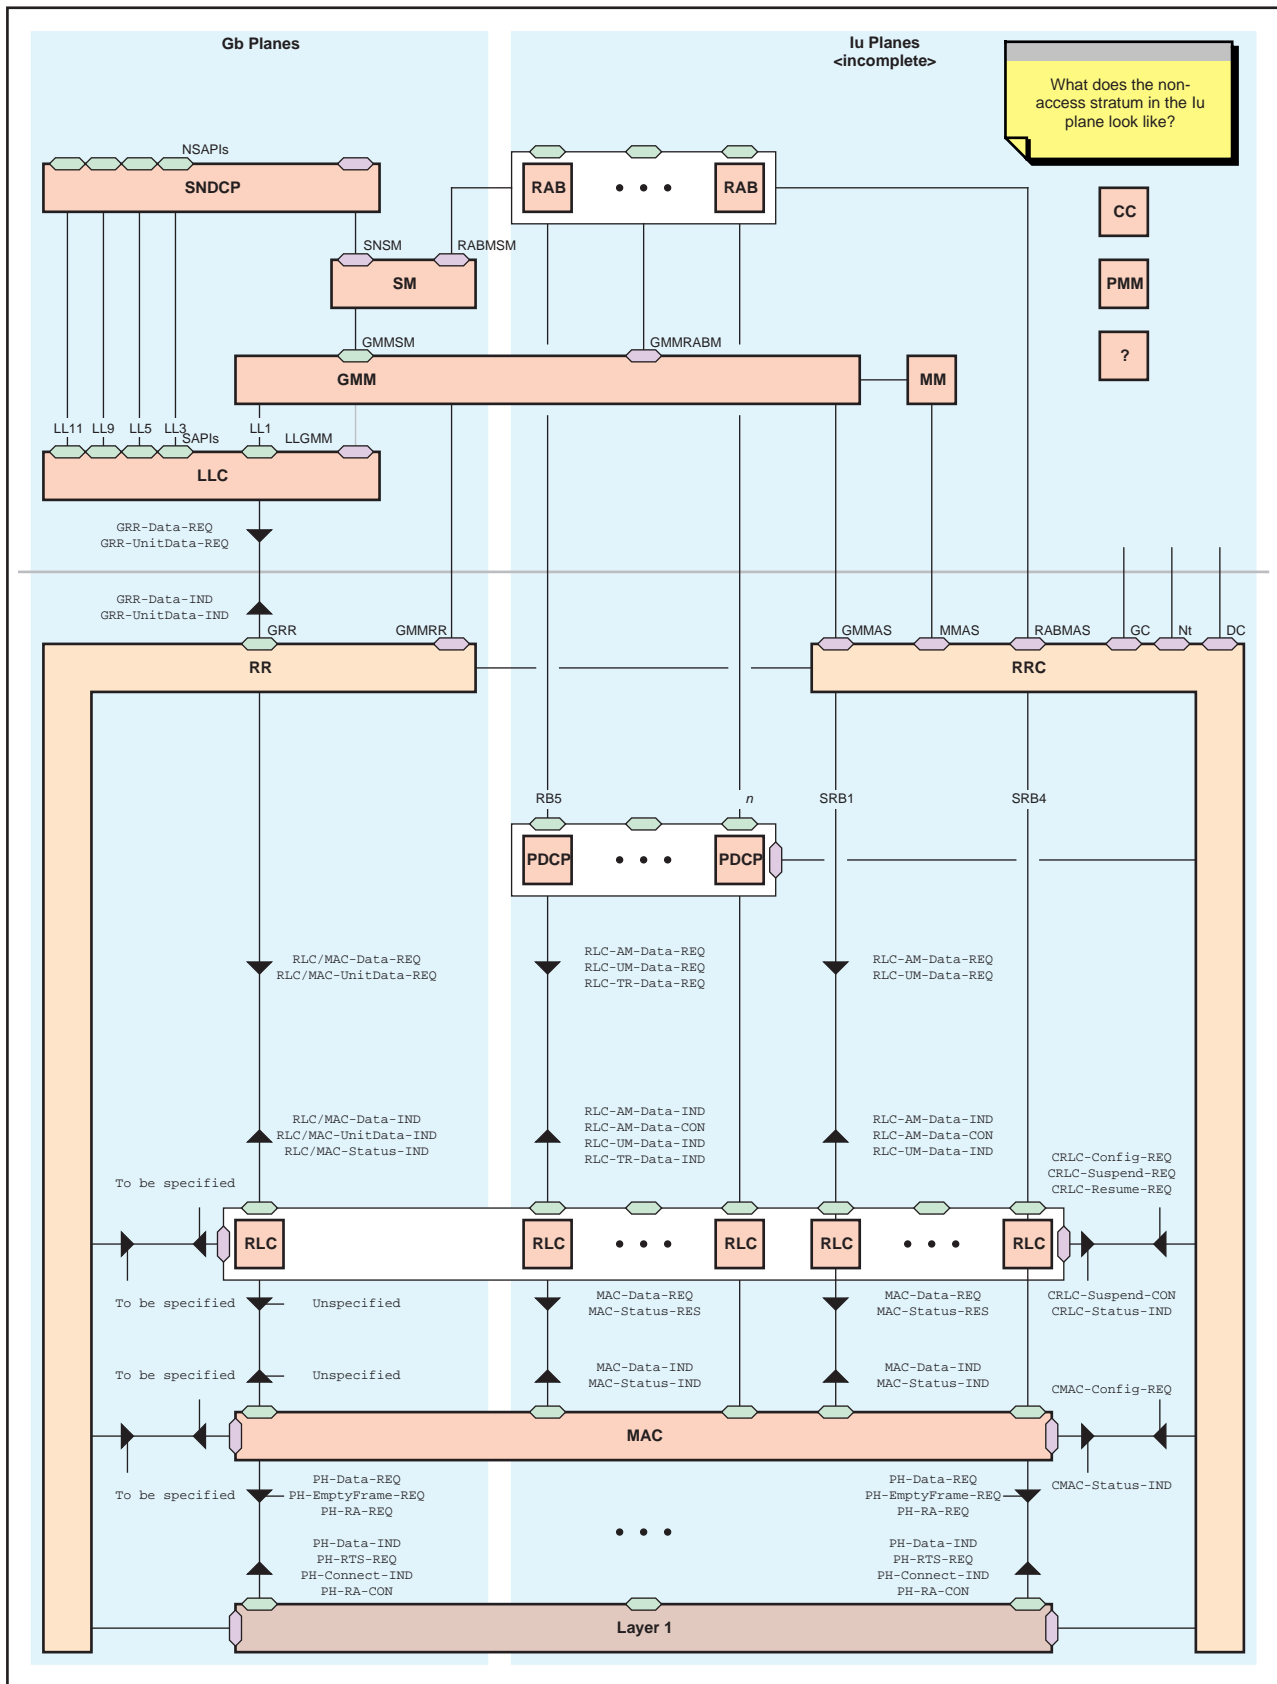 Gb Planes
Iu Planes
<incomplete>
What does the non-
access stratum in the Iu
plane look like?
NSAPIs
SNDCP
RAB
RAB
CC
SNSM
RABMSM
SM
PMM
GMMSM
GMMRABM
?
GMM
MM
LL11
LL9
LL5
LL3
SAPIs
LL1
LLGMM
LLC
GRR-Data-REQ
GRR-UnitData-REQ
GRR-Data-IND
GRR-UnitData-IND
GRR
GMMRR
GMMAS
MMAS
RABMAS
GC
Nt
DC
RR
RRC
RB5
n
SRB1
SRB4
PDCP
PDCP
RLC/MAC-Data-REQ
RLC/MAC-UnitData-REQ
RLC-AM-Data-REQ
RLC-UM-Data-REQ
RLC-TR-Data-REQ
RLC-AM-Data-REQ
RLC-UM-Data-REQ
RLC/MAC-Data-IND
RLC/MAC-UnitData-IND
RLC/MAC-Status-IND
RLC-AM-Data-IND
RLC-AM-Data-CON
RLC-UM-Data-IND
RLC-TR-Data-IND
RLC-AM-Data-IND
RLC-AM-Data-CON
RLC-UM-Data-IND
CRLC-Config-REQ
CRLC-Suspend-REQ
CRLC-Resume-REQ
To be specified
RLC
RLC
RLC
RLC
RLC
To be specified
Unspecified
MAC-Data-REQ
MAC-Status-RES
MAC-Data-REQ
MAC-Status-RES
CRLC-Suspend-CON
CRLC-Status-IND
To be specified
Unspecified
MAC-Data-IND
MAC-Status-IND
MAC-Data-IND
MAC-Status-IND
CMAC-Config-REQ
MAC
To be specified
PH-Data-REQ
PH-EmptyFrame-REQ
PH-RA-REQ
PH-Data-REQ
PH-EmptyFrame-REQ
PH-RA-REQ
CMAC-Status-IND
PH-Data-IND
PH-RTS-REQ
PH-Connect-IND
PH-RA-CON
PH-Data-IND
PH-RTS-REQ
PH-Connect-IND
PH-RA-CON
Layer 1